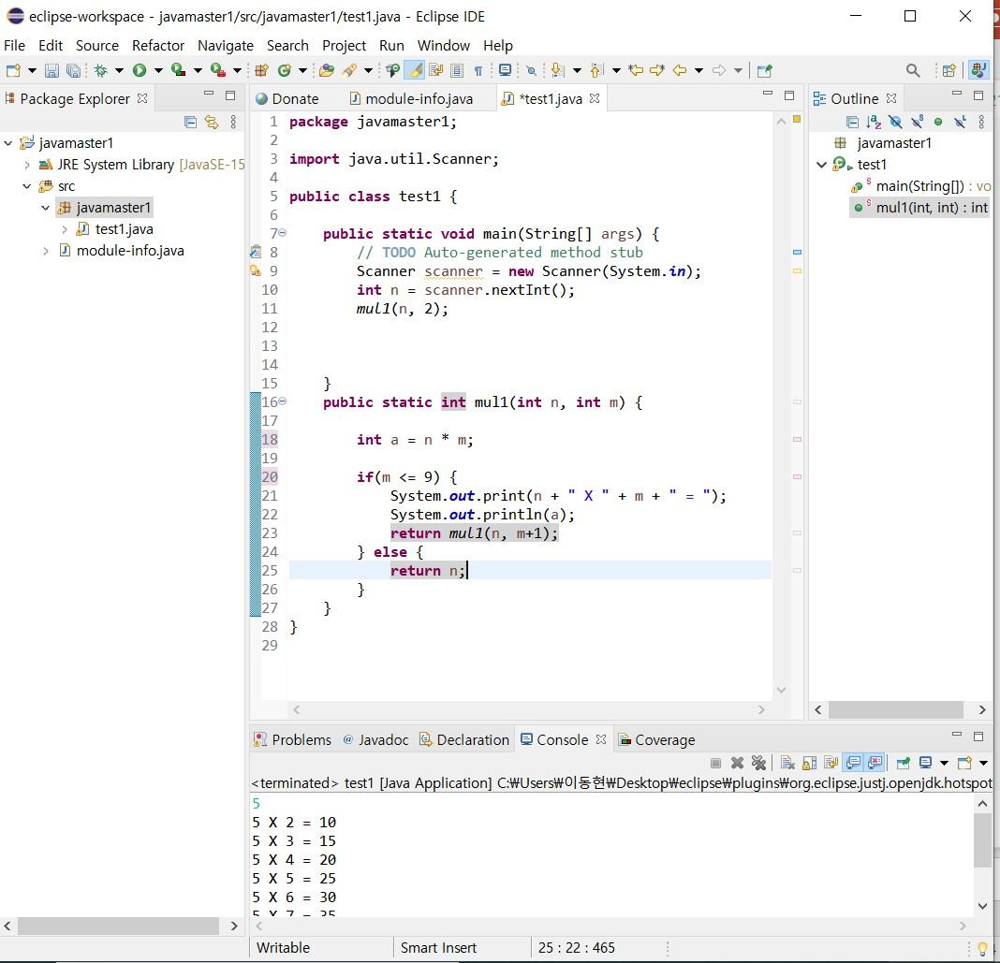 eclipse-workspace - javamaster1/src/javamaster1/test1.java - Eclipse IDE
File Edit Source Refactor Navigate Search Project Run Window Help
Package Explorer
javamaster1
JRE System Library [JavaSE-15
src
javamaster1
test1.java
module-info.java
Donate module-info.java *test1.java
1 package javamaster1;
2
3 import java.util.Scanner;
4
5 public class test1 {
6
7 public static void main(String[] args) {
8 // TODO Auto-generated method stub
9 Scanner scanner = new Scanner(System.in);
10 int n = scanner.nextInt();
11 mul1(n, 2);
12
13
14
15 }
16 public static int mul1(int n, int m) {
17
18 int a = n * m;
19
20 if(m <= 9) {
21 System.out.print(n + " X " + m + " = ");
22 System.out.println(a);
23 return mul1(n, m+1);
24 } else {
25 return n;
26 }
27 }
28 }
29
Outline
javamaster1
test1
main(String[]) : vo
mul1(int, int) : int
Problems @ Javadoc Declaration Console Coverage
<terminated> test1 [Java Application] C:₩Users₩이동현₩Desktop₩eclipse₩plugins₩org.eclipse.justj.openjdk.hotspot
5
5 X 2 = 10
5 X 3 = 15
5 X 4 = 20
5 X 5 = 25
5 X 6 = 30
5 X 7 = 35
Writable Smart Insert 25 : 22 : 465